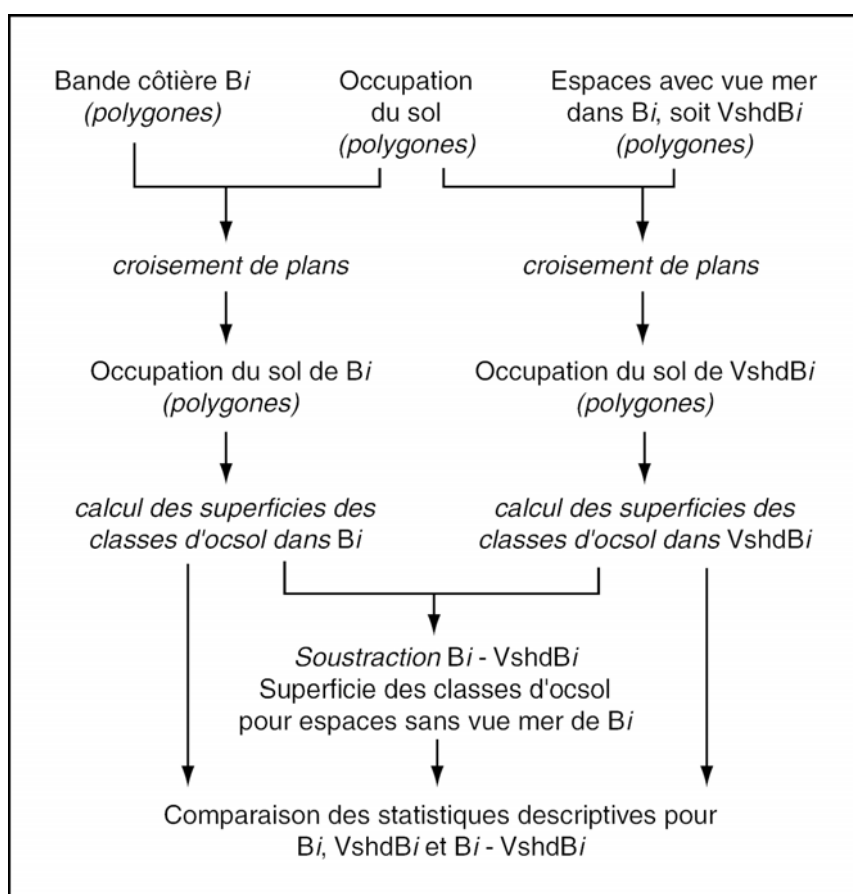 Bande côtière Bi
(polygones)
Occupation
du sol
(polygones)
Espaces avec vue mer
dans Bi, soit VshdBi
(polygones)
croisement de plans
croisement de plans
Occupation du sol de Bi
(polygones)
Occupation du sol de VshdBi
(polygones)
calcul des superficies des
classes d'ocsol dans Bi
calcul des superficies des
classes d'ocsol dans VshdBi
Soustraction Bi - VshdBi
Superficie des classes d'ocsol
pour espaces sans vue mer de Bi
Comparaison des statistiques descriptives pour
Bi, VshdBi et Bi - VshdBi